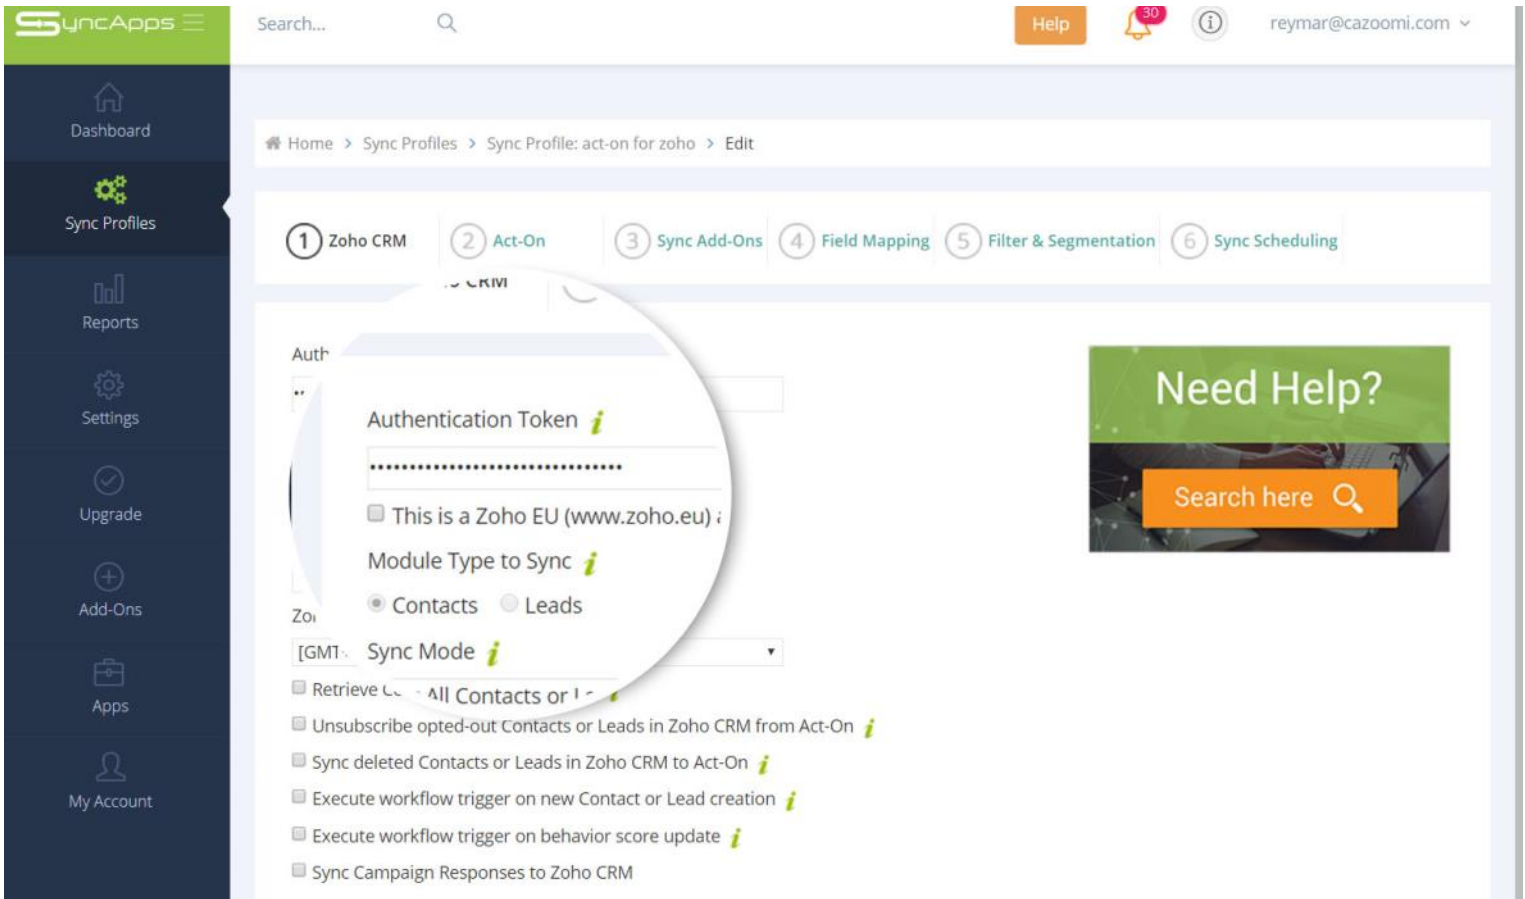 SyncApps
Search...
Help
30
reymar@cazoomi.com
Dashboard
Sync Profiles
Reports
Settings
Upgrade
Add-Ons
Apps
My Account
Home > Sync Profiles > Sync Profile: act-on for zoho > Edit
1 Zoho CRM
2 Act-On
3 Sync Add-Ons
4 Field Mapping
5 Filter & Segmentation
6 Sync Scheduling
CRM
Auth
Authentication Token i
This is a Zoho EU (www.zoho.eu)
Module Type to Sync i
Contacts Leads
Sync Mode i
All Contacts or
[GMT
Retrieve
Unsubscribe opted-out Contacts or Leads in Zoho CRM from Act-On i
Sync deleted Contacts or Leads in Zoho CRM to Act-On i
Execute workflow trigger on new Contact or Lead creation i
Execute workflow trigger on behavior score update i
Sync Campaign Responses to Zoho CRM
Need Help?
Search here